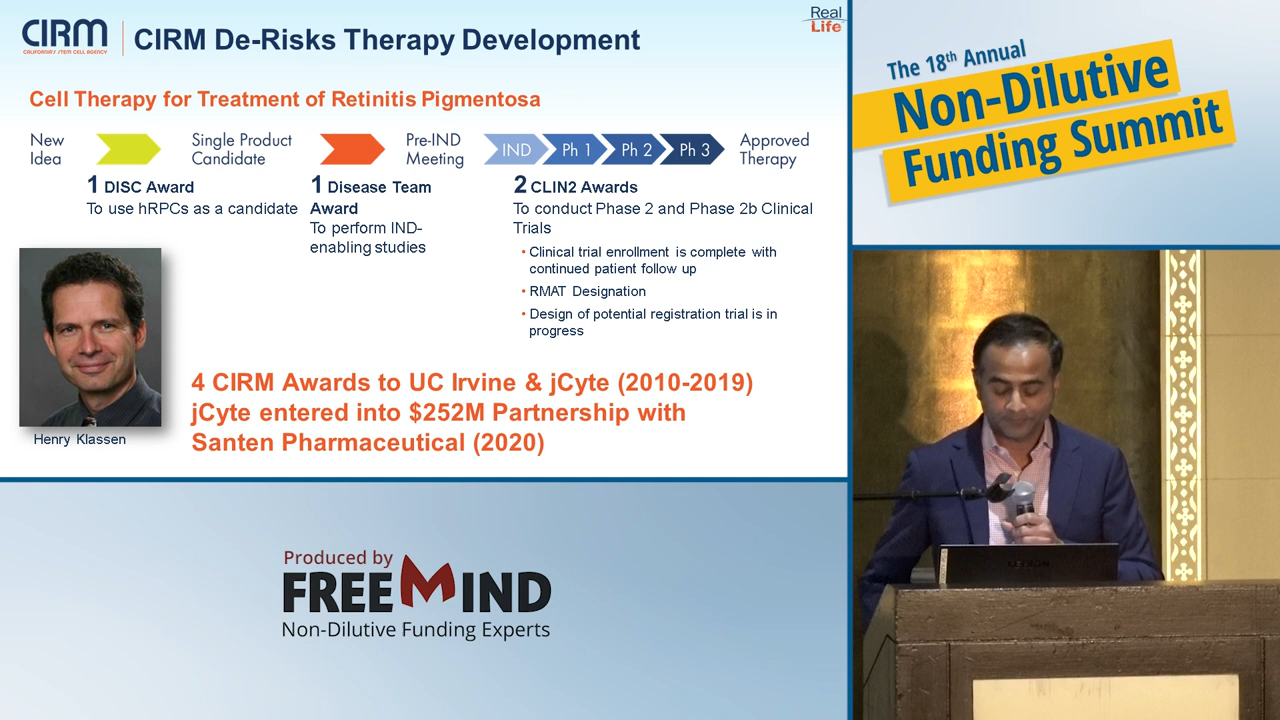 CIRM
CALIFORNIA'S STEM CELL AGENCY
CIRM De-Risks Therapy Development
Real
Life
Cell Therapy for Treatment of Retinitis Pigmentosa
New
Idea
Single Product
Candidate
Pre-IND
Meeting
IND
Ph 1
Ph 2
Ph 3
Approved
Therapy
1 DISC Award
To use hRPCs as a candidate
1 Disease Team
Award
To perform IND-
enabling studies
2 CLIN2 Awards
To conduct Phase 2 and Phase 2b Clinical
Trials
• Clinical trial enrollment is complete with
continued patient follow up
• RMAT Designation
• Design of potential registration trial is in
progress
Henry Klassen
4 CIRM Awards to UC Irvine & jCyte (2010-2019)
jCyte entered into $252M Partnership with
Santen Pharmaceutical (2020)
The 18th Annual
Non-Dilutive
Funding Summit
Produced by
FREEMIND
Non-Dilutive Funding Experts
LEGION